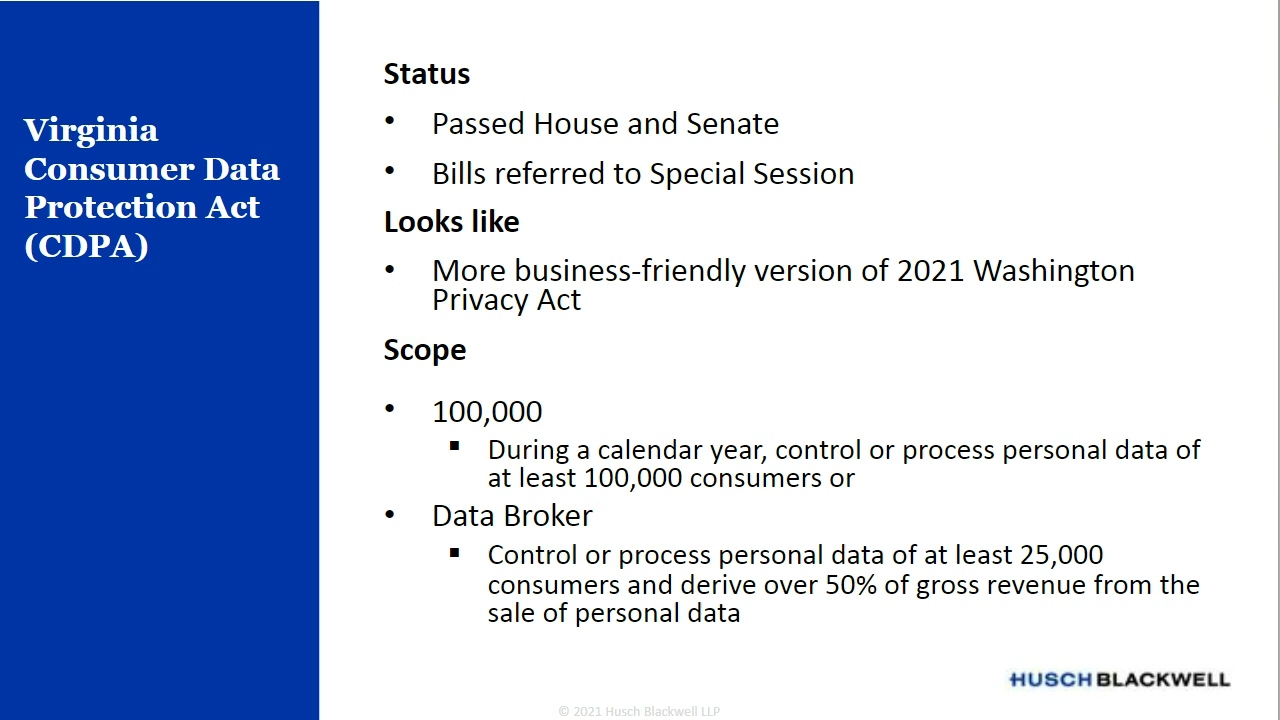 Virginia
Consumer Data
Protection Act
(CDPA)
Status
• Passed House and Senate
• Bills referred to Special Session
Looks like
• More business-friendly version of 2021 Washington
Privacy Act
Scope
• 100,000
▪ During a calendar year, control or process personal data of
at least 100,000 consumers or
• Data Broker
▪ Control or process personal data of at least 25,000
consumers and derive over 50% of gross revenue from the
sale of personal data
HUSCH BLACKWELL
© 2021 Husch Blackwell LLP